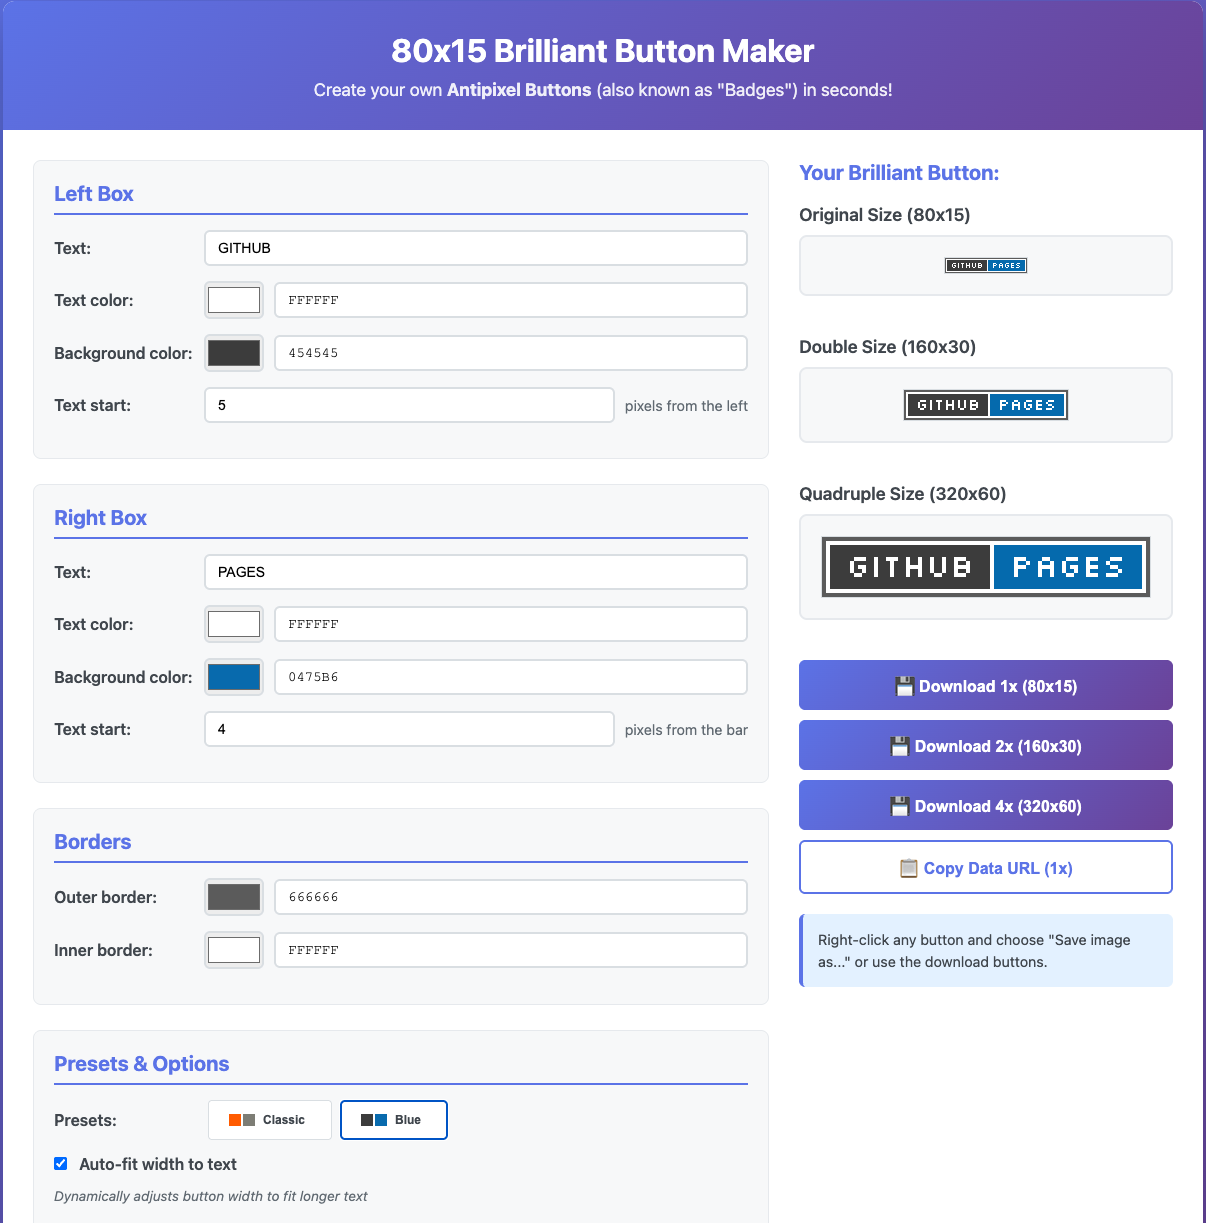 80x15 Brilliant Button Maker
Create your own Antipixel Buttons (also known as "Badges") in seconds!
Left Box
Text:
GITHUB
Text color:
FFFFFF
Background color:
454545
Text start:
5
pixels from the left
Right Box
Text:
PAGES
Text color:
FFFFFF
Background color:
0475B6
Text start:
4
pixels from the bar
Borders
Outer border:
666666
Inner border:
FFFFFF
Presets & Options
Presets:
Classic
Blue
Auto-fit width to text
Dynamically adjusts button width to fit longer text
Your Brilliant Button:
Original Size (80x15)
GITHUB PAGES
Double Size (160x30)
GITHUB PAGES
Quadruple Size (320x60)
GITHUB PAGES
💾 Download 1x (80x15)
💾 Download 2x (160x30)
💾 Download 4x (320x60)
📋 Copy Data URL (1x)
Right-click any button and choose "Save image
as..." or use the download buttons.